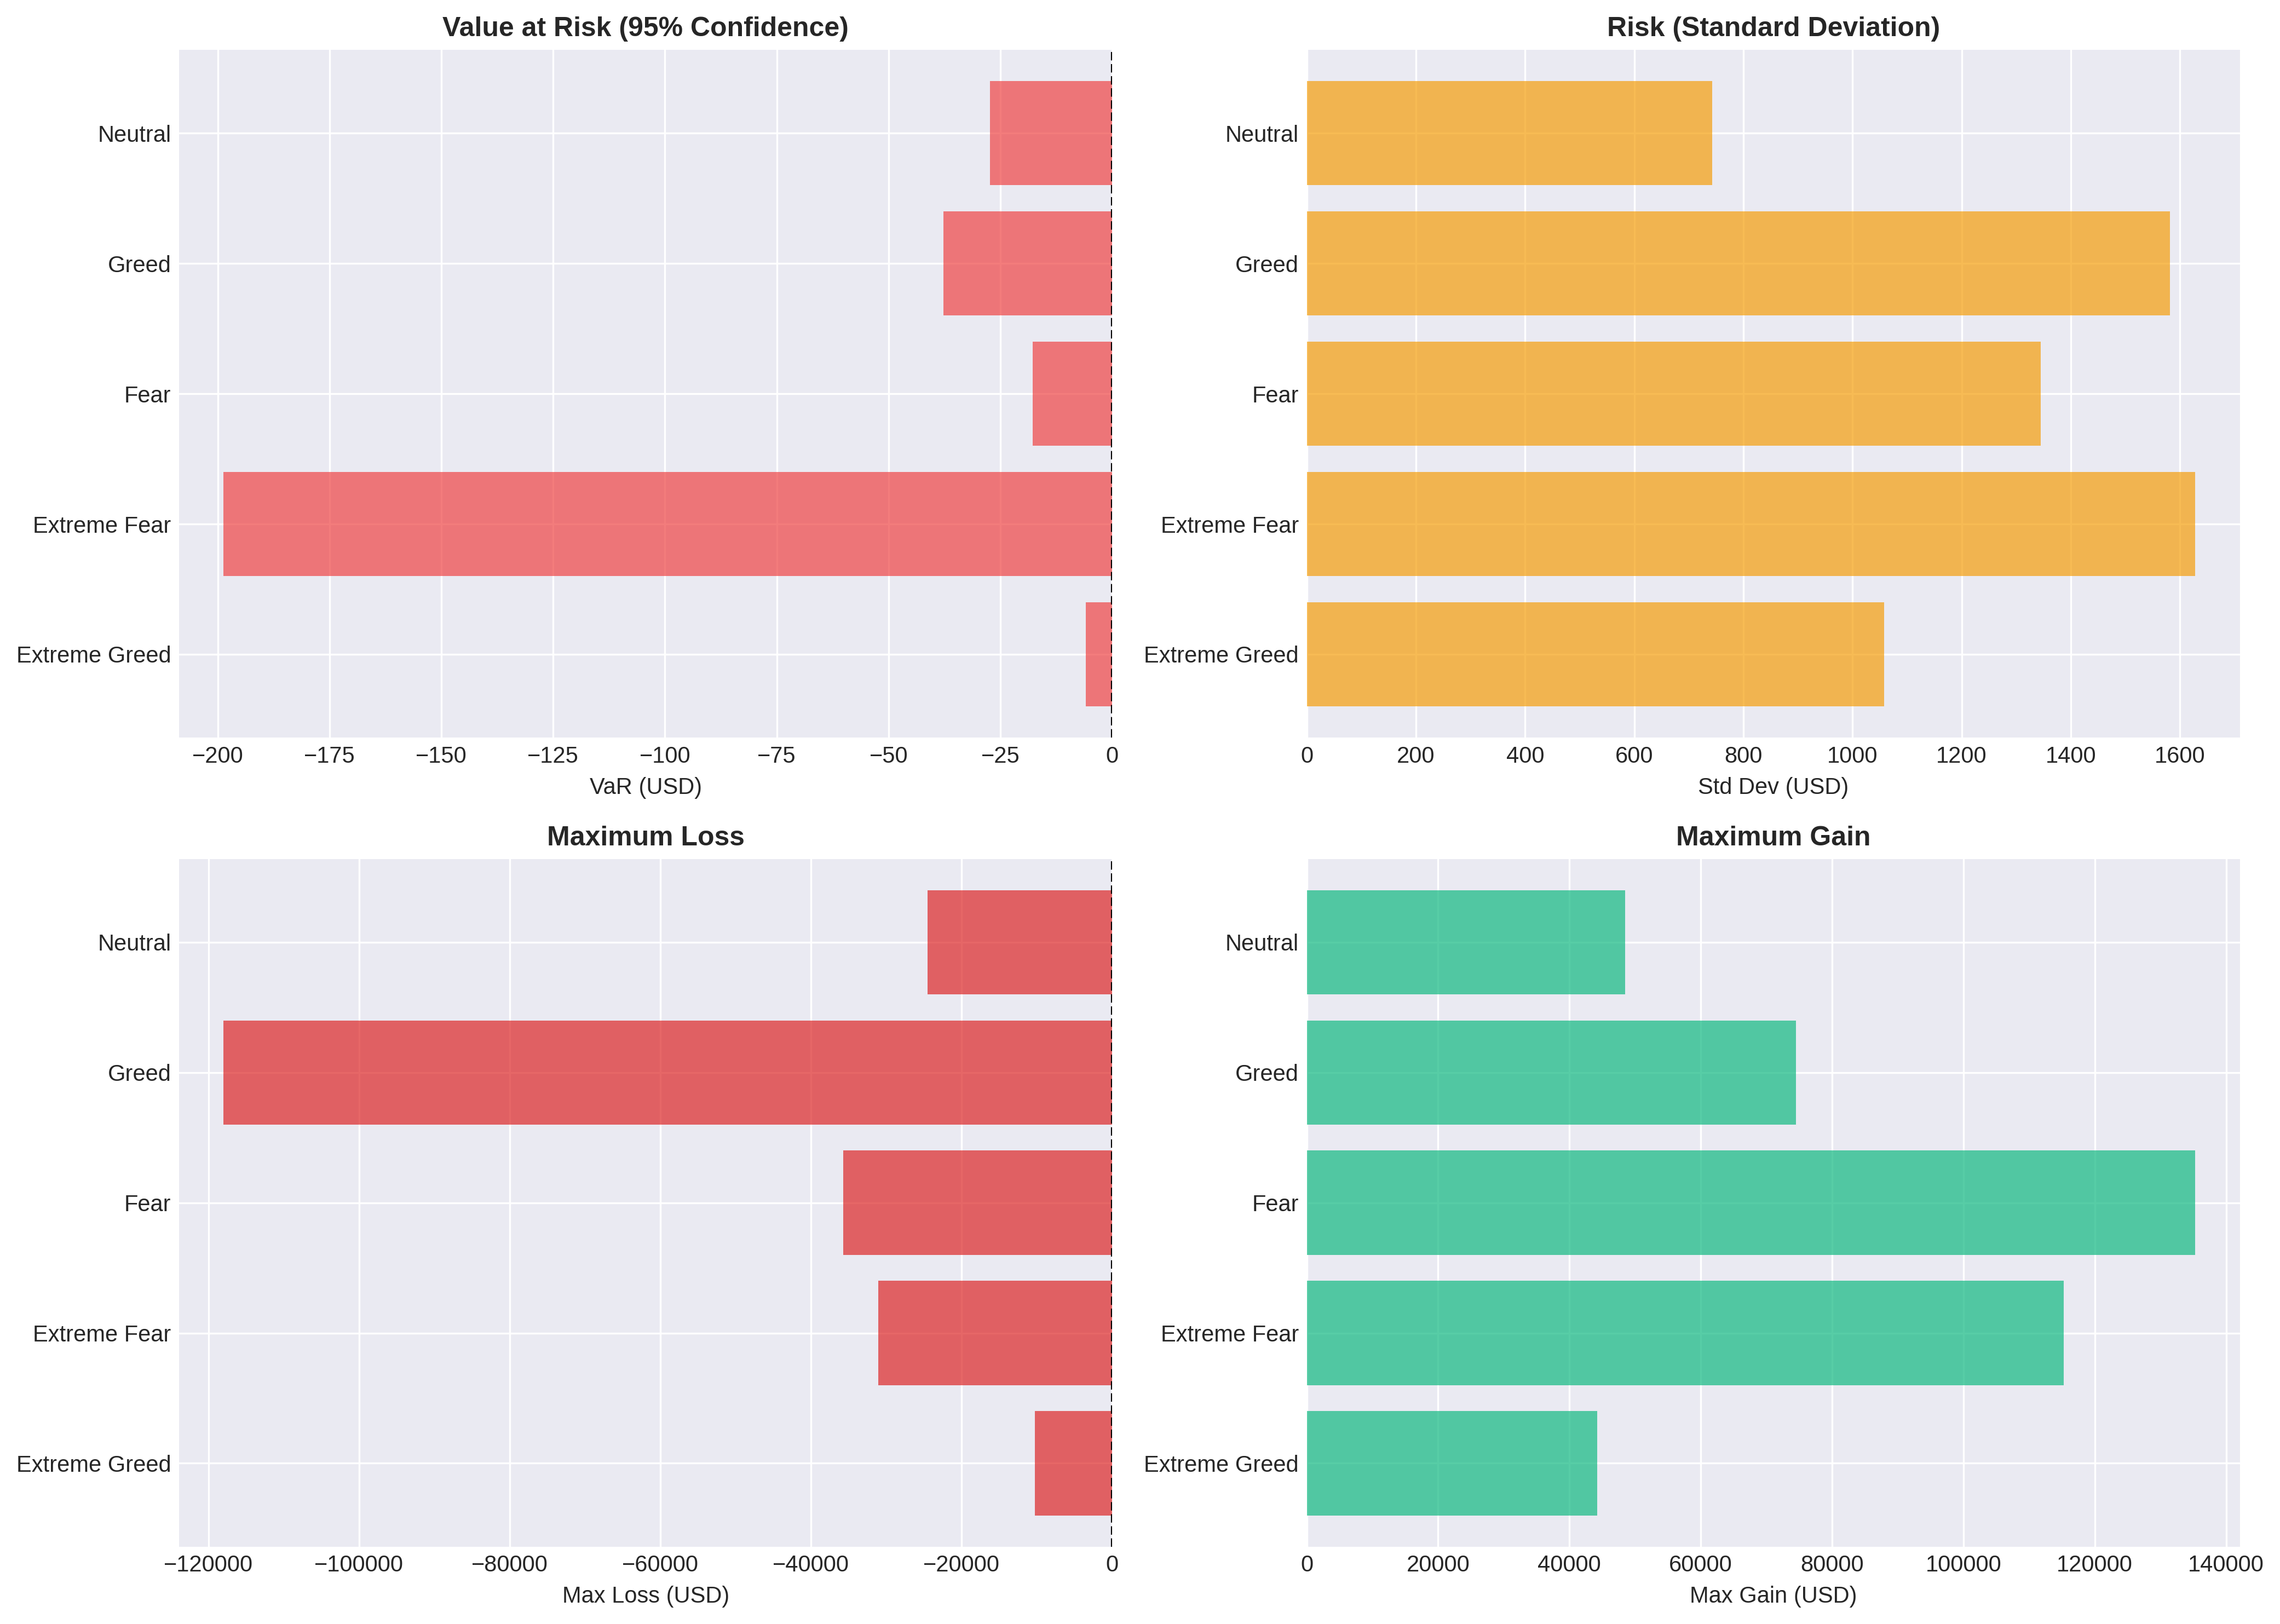 Value at Risk (95% Confidence)
Neutral
Greed
Fear
Extreme Fear
Extreme Greed
−200 −175 −150 −125 −100 −75 −50 −25 0
VaR (USD)
Risk (Standard Deviation)
Neutral
Greed
Fear
Extreme Fear
Extreme Greed
0 200 400 600 800 1000 1200 1400 1600
Std Dev (USD)
Maximum Loss
Neutral
Greed
Fear
Extreme Fear
Extreme Greed
−120000 −100000 −80000 −60000 −40000 −20000 0
Max Loss (USD)
Maximum Gain
Neutral
Greed
Fear
Extreme Fear
Extreme Greed
0 20000 40000 60000 80000 100000 120000 140000
Max Gain (USD)